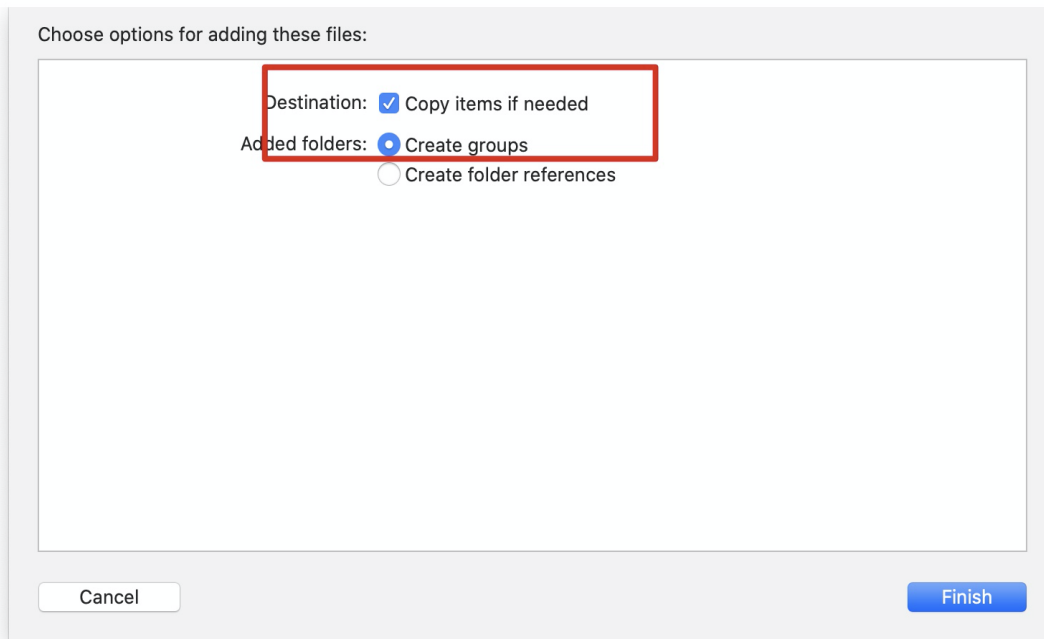 Choose options for adding these files:
Destination: Copy items if needed
Added folders: Create groups
Create folder references
Cancel
Finish